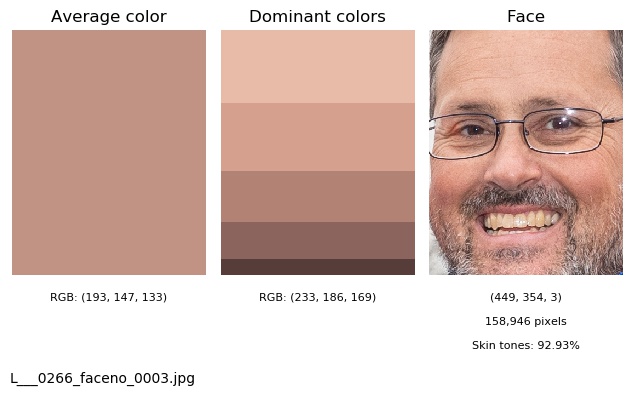 Average color
Dominant colors
Face
RGB: (193, 147, 133)
RGB: (233, 186, 169)
(449, 354, 3)
158,946 pixels
Skin tones: 92.93%
L___0266_faceno_0003.jpg